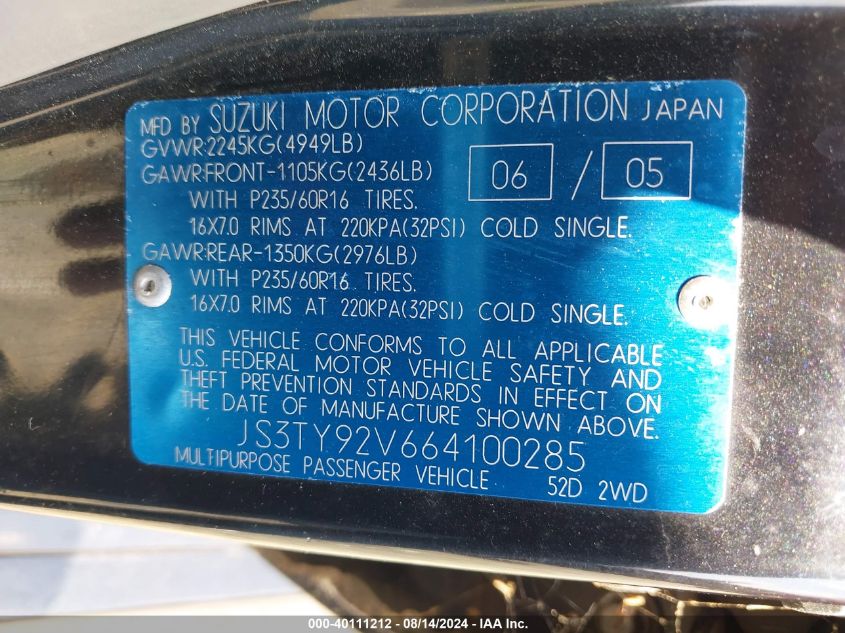 MFD BY SUZUKI MOTOR CORPORATION JAPAN
GVWR:2245KG(4949LB)
GAWR:FRONT-1105KG(2436LB) 06 / 05
WITH P235/60R16 TIRES.
16X7.0 RIMS AT 220KPA(32PSI) COLD SINGLE.
GAWR:REAR-1350KG(2976LB)
WITH P235/60R16 TIRES.
16X7.0 RIMS AT 220KPA(32PSI) COLD SINGLE.
THIS VEHICLE CONFORMS TO ALL APPLICABLE
U.S. FEDERAL MOTOR VEHICLE SAFETY AND
THEFT PREVENTION STANDARDS IN EFFECT ON
THE DATE OF MANUFACTURE SHOWN ABOVE.
JS3TY92V664100285
MULTIPURPOSE PASSENGER VEHICLE 52D 2WD
000-40111212 - 08/14/2024 - IAA Inc.